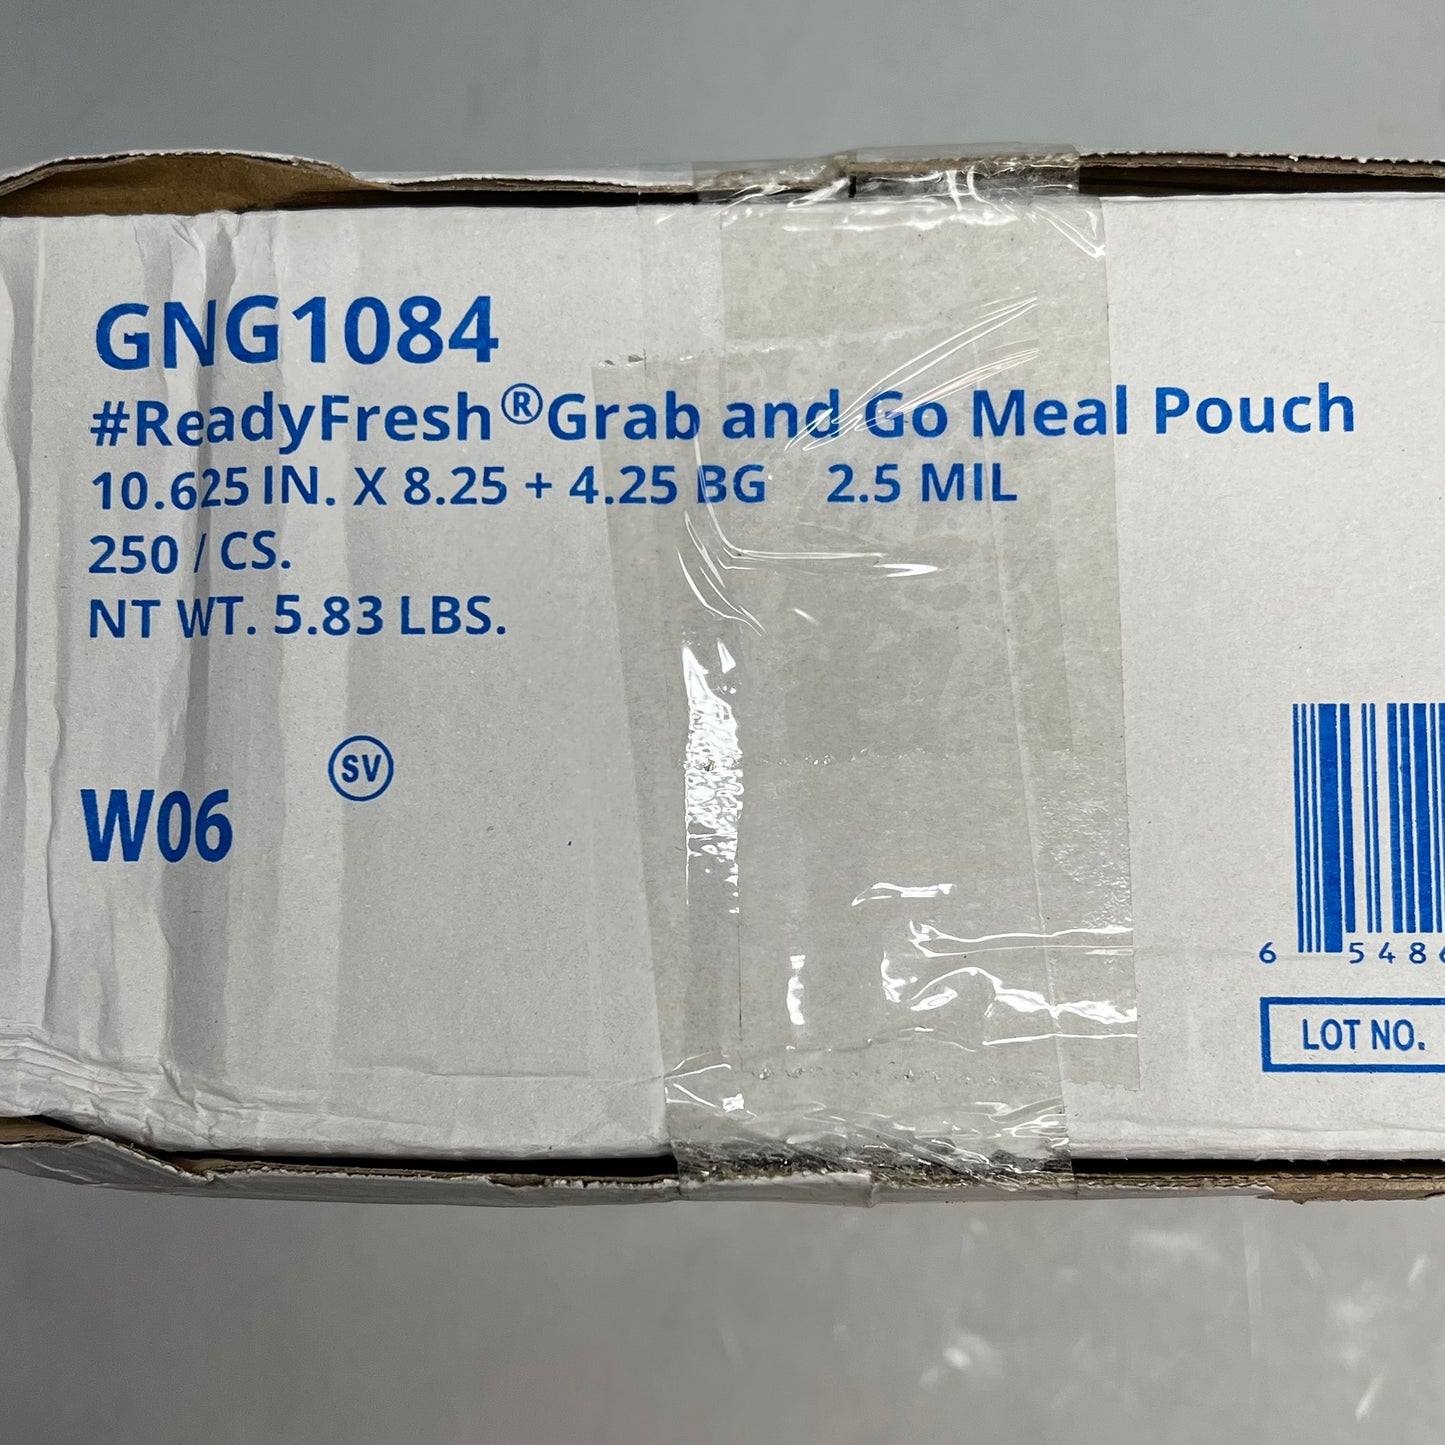 GNG1084
#ReadyFresh® Grab and Go Meal Pouch
10.625 IN. X 8.25 + 4.25 BG 2.5 MIL
250 / CS.
NT WT. 5.83 LBS.
SV
W06
6 5486
LOT NO.